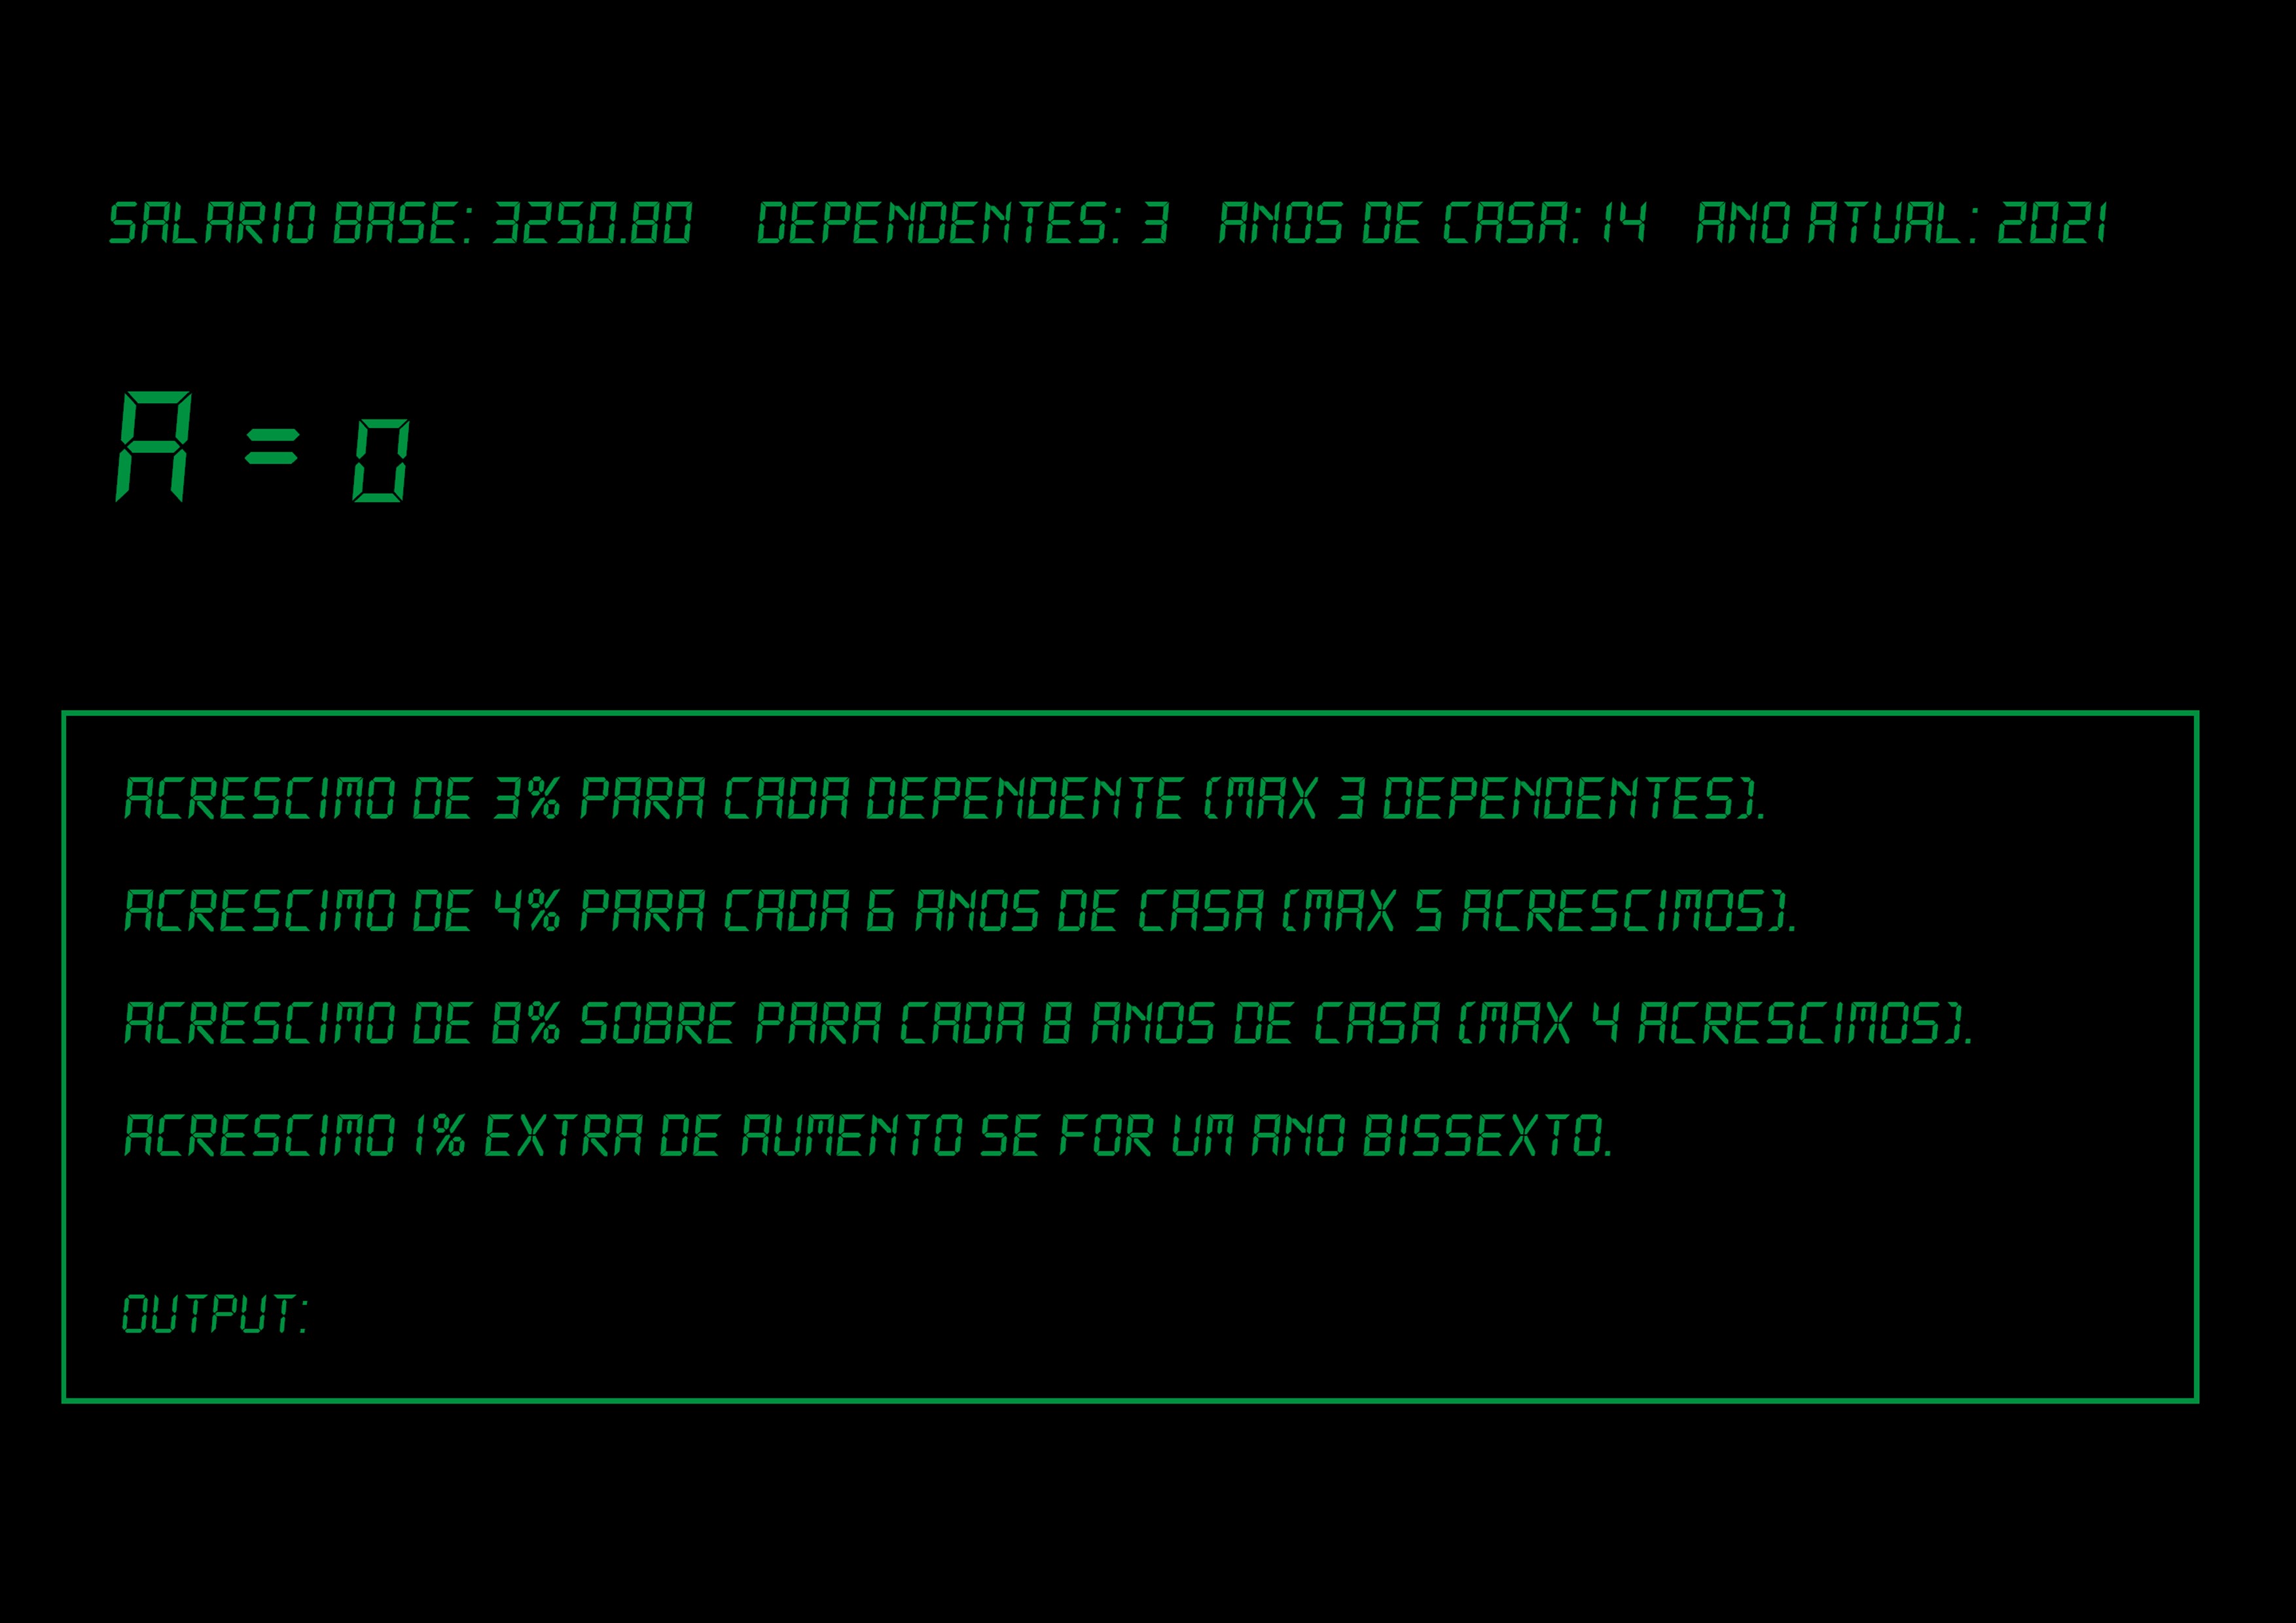 SALARIO BASE: 3250.80 DEPENDENTES: 3 ANOS DE CASA: 14 ANO ATUAL: 2021
A = 0
ACRESCIMO DE 3% PARA CADA DEPENDENTE (MAX 3 DEPENDENTES).
ACRESCIMO DE 4% PARA CADA 6 ANOS DE CASA (MAX 5 ACRESCIMOS).
ACRESCIMO DE 8% SOBRE PARA CADA 8 ANOS DE CASA (MAX 4 ACRESCIMOS).
ACRESCIMO 1% EXTRA DE AUMENTO SE FOR UM ANO BISSEXTO.
OUTPUT: